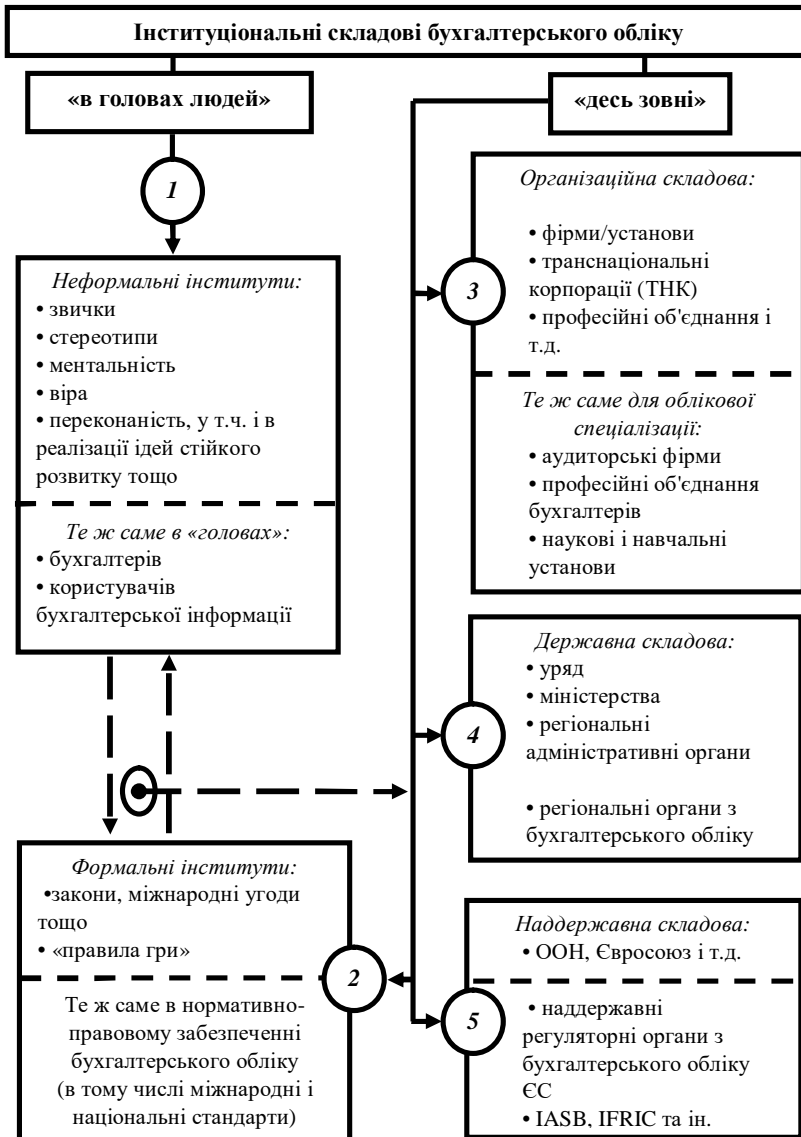 Інституціональні складові бухгалтерського обліку
«в головах людей»
«десь зовні»
1
Неформальні інститути:
• звички
• стереотипи
• ментальність
• віра
• переконаність, у т.ч. і в
реалізації ідей стійкого
розвитку тощо
Те ж саме в «головах»:
• бухгалтерів
• користувачів
бухгалтерської інформації
Формальні інститути:
•закони, міжнародні угоди
тощо
• «правила гри»
2
Те ж саме в нормативно-
правовому забезпеченні
бухгалтерського обліку
(в тому числі міжнародні і
національні стандарти)
3
Організаційна складова:
• фірми/установи
• транснаціональні
корпорації (ТНК)
• професійні об'єднання і
т.д.
Те ж саме для облікової
спеціалізації:
• аудиторські фірми
• професійні об'єднання
бухгалтерів
• наукові і навчальні
установи
4
Державна складова:
• уряд
• міністерства
• регіональні
адміністративні органи
• регіональні органи з
бухгалтерського обліку
5
Наддержавна складова:
• ООН, Євросоюз і т.д.
• наддержавні
регуляторні органи з
бухгалтерського обліку
ЄС
• IASB, IFRIC та ін.